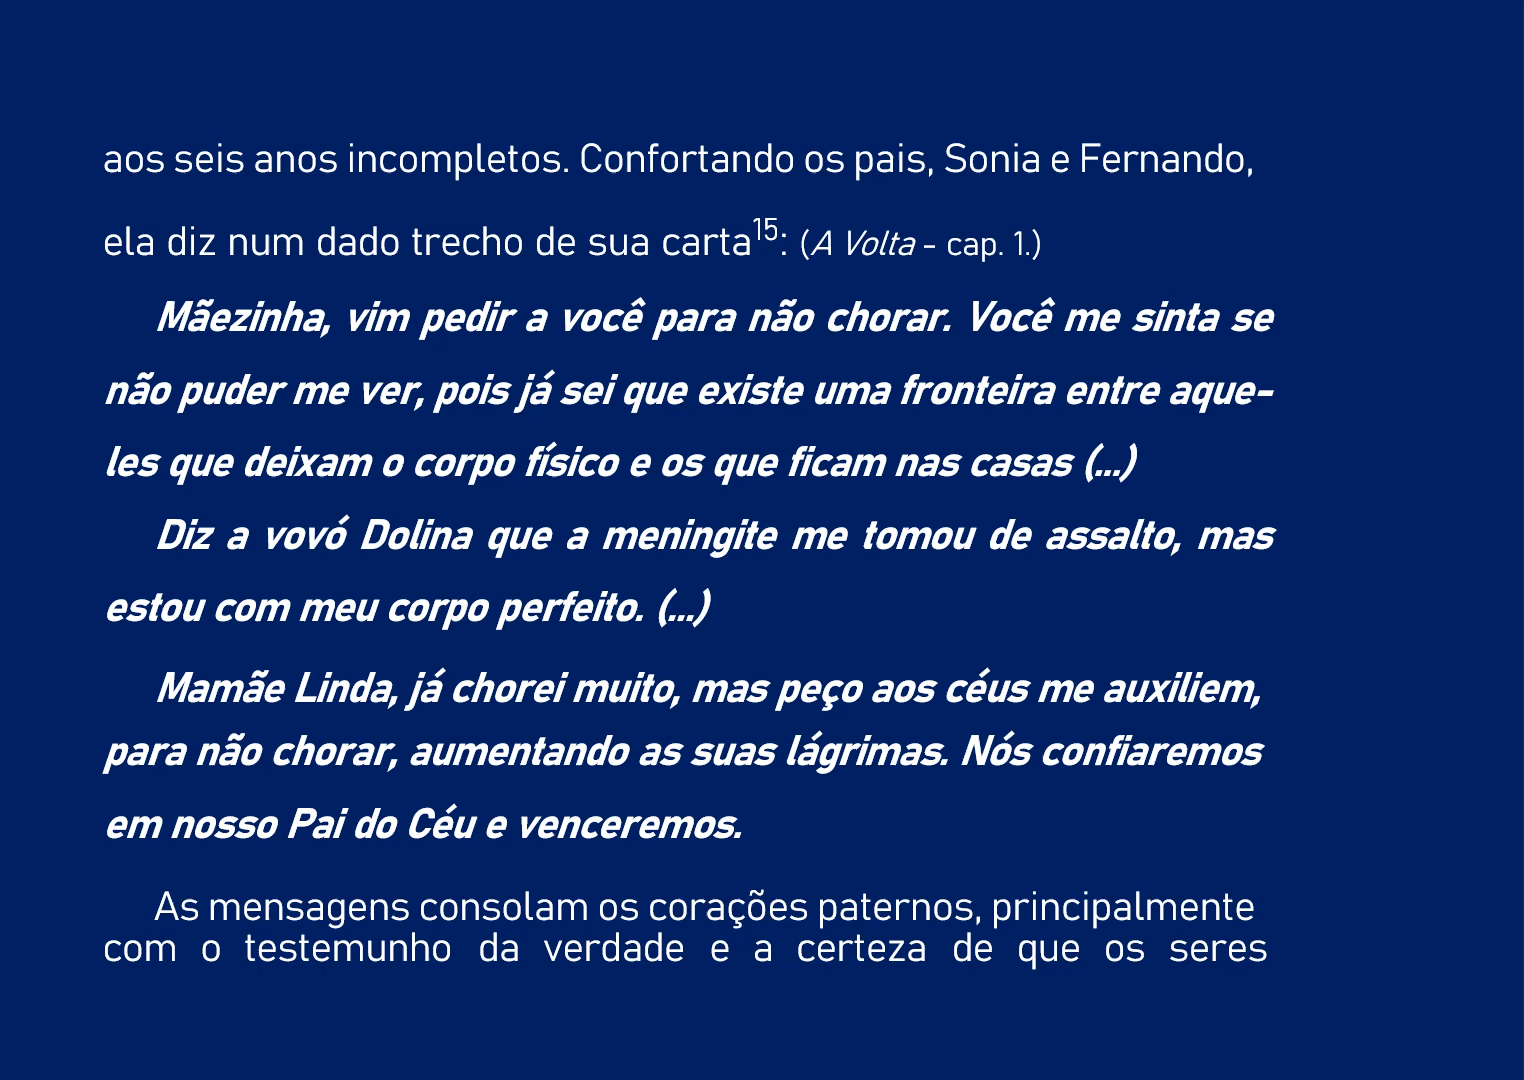 aos seis anos incompletos. Confortando os pais, Sonia e Fernando,
ela diz num dado trecho de sua carta15: (A Volta - cap. 1.)
Mãezinha, vim pedir a você para não chorar. Você me sinta se
não puder me ver, pois já sei que existe uma fronteira entre aque-
les que deixam o corpo físico e os que ficam nas casas (...)
Diz a vovó Dolina que a meningite me tomou de assalto, mas
estou com meu corpo perfeito. (...)
Mamãe Linda, já chorei muito, mas peço aos céus me auxiliem,
para não chorar, aumentando as suas lágrimas. Nós confiaremos
em nosso Pai do Céu e venceremos.
As mensagens consolam os corações paternos, principalmente
com o testemunho da verdade e a certeza de que os seres